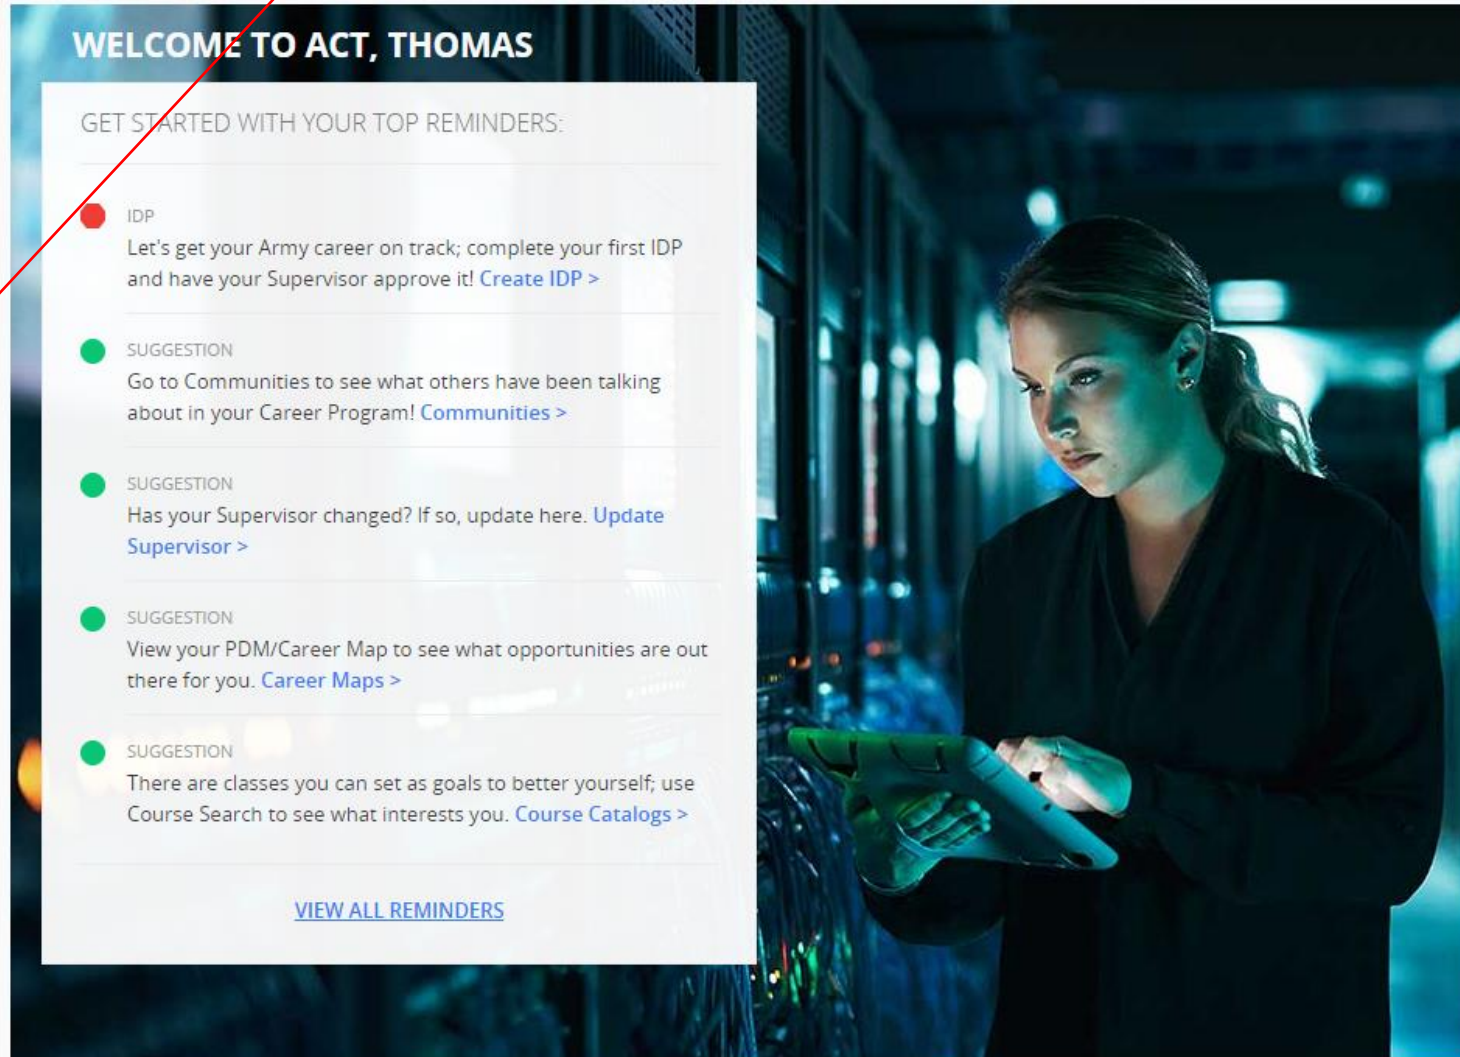 WELCOME TO ACT, THOMAS
GET STARTED WITH YOUR TOP REMINDERS:
IDP
Let's get your Army career on track; complete your first IDP
and have your Supervisor approve it! Create IDP >
SUGGESTION
Go to Communities to see what others have been talking
about in your Career Program! Communities >
SUGGESTION
Has your Supervisor changed? If so, update here. Update
Supervisor >
SUGGESTION
View your PDM/Career Map to see what opportunities are out
there for you. Career Maps >
SUGGESTION
There are classes you can set as goals to better yourself; use
Course Search to see what interests you. Course Catalogs >
VIEW ALL REMINDERS